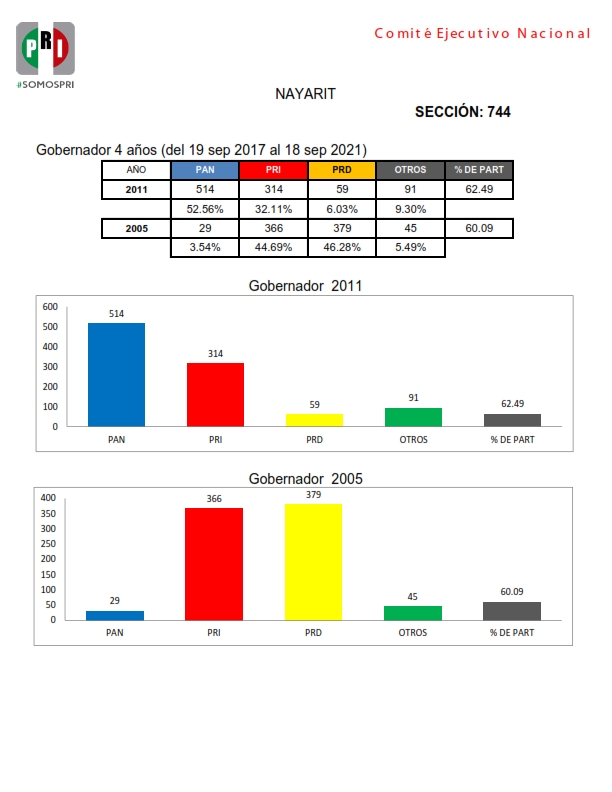 Comité Ejecutivo Nacional
PRI
#SOMOSPRI
NAYARIT
SECCIÓN: 744
Gobernador 4 años (del 19 sep 2017 al 18 sep 2021)
AÑO PAN PRI PRD OTROS % DE PART
2011 514 314 59 91 62.49
52.56% 32.11% 6.03% 9.30%
2005 29 366 379 45 60.09
3.54% 44.69% 46.28% 5.49%
Gobernador 2011
600
500
400
300
200
100
0
514
314
59
91
62.49
PAN PRI PRD OTROS % DE PART
Gobernador 2005
400
350
300
250
200
150
100
50
0
29
366
379
45
60.09
PAN PRI PRD OTROS % DE PART